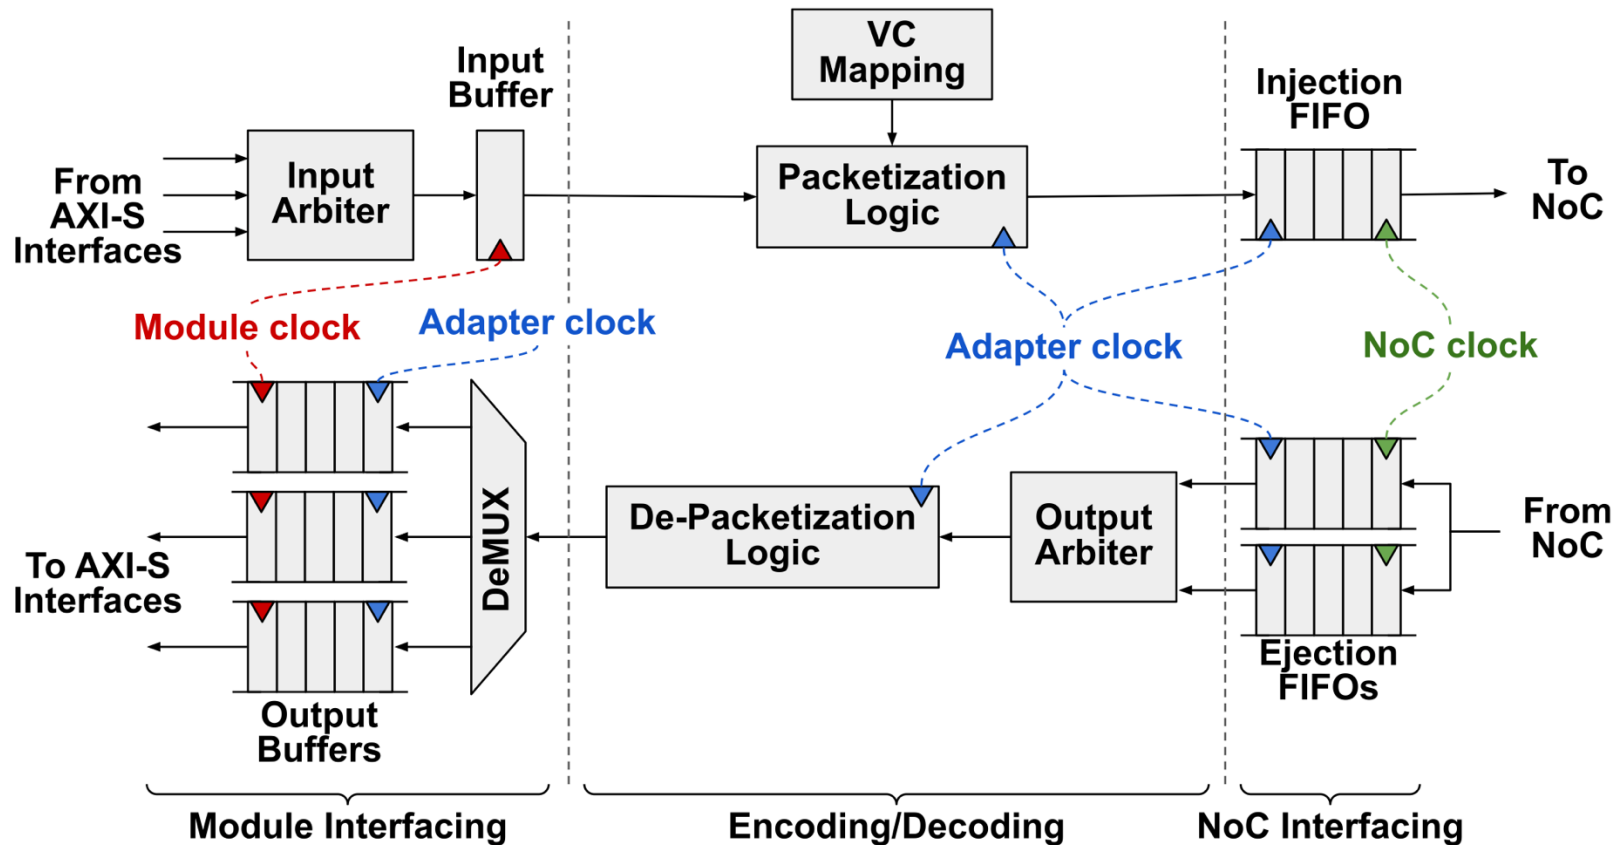 VC
Mapping
Input
Buffer
Injection
FIFO
From
AXI-S
Interfaces
Input
Arbiter
Packetization
Logic
To
NoC
Module clock
Adapter clock
Adapter clock
NoC clock
To AXI-S
Interfaces
DeMUX
De-Packetization
Logic
Output
Arbiter
From
NoC
Output
Buffers
Ejection
FIFOs
Module Interfacing
Encoding/Decoding
NoC Interfacing